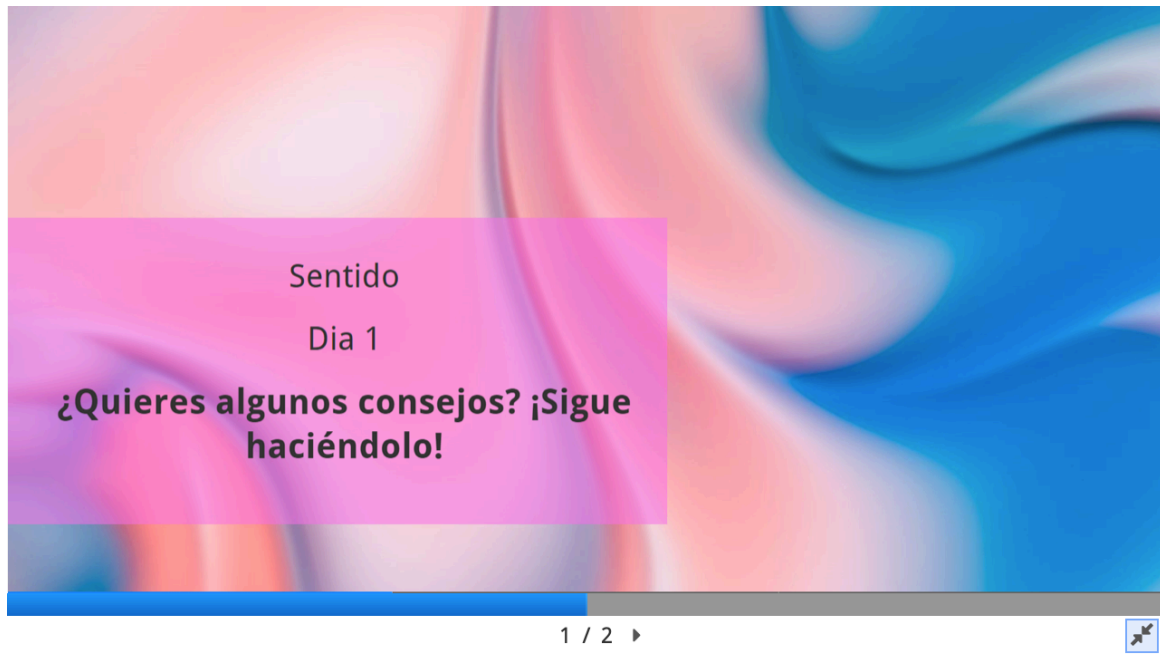 Sentido
Dia 1
¿Quieres algunos consejos? ¡Sigue
haciéndolo!
1 / 2